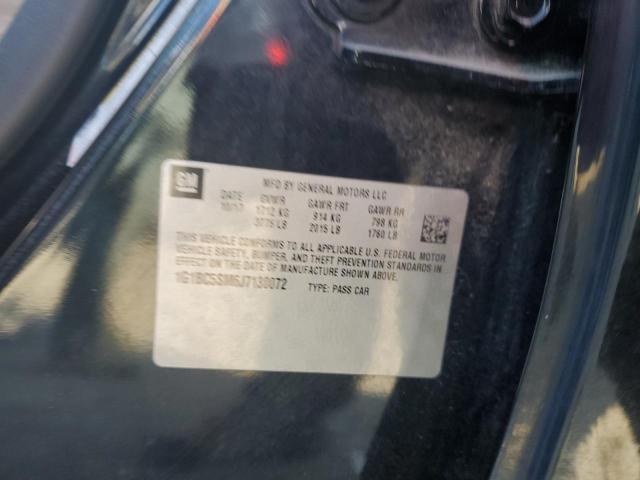 GM
MFD BY GENERAL MOTORS LLC
DATE GVWR GAWR FRT GAWR RR
10/17 1712 KG 914 KG 798 KG
3775 LB 2015 LB 1760 LB
THIS VEHICLE CONFORMS TO ALL APPLICABLE U.S. FEDERAL MOTOR
VEHICLE SAFETY, BUMPER, AND THEFT PREVENTION STANDARDS IN
EFFECT ON THE DATE OF MANUFACTURE SHOWN ABOVE.
1G1BC5SM6J7130072 TYPE: PASS CAR